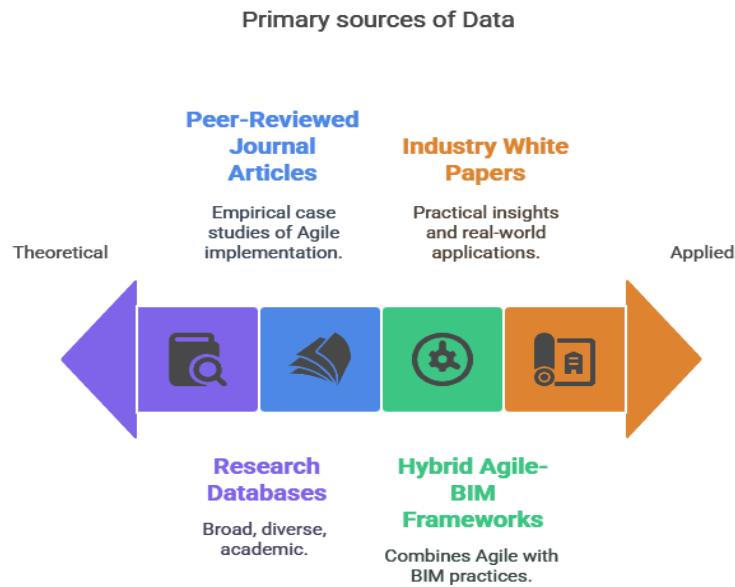 Primary sources of Data
Peer-Reviewed
Journal
Articles
Empirical case
studies of Agile
implementation.
Industry White
Papers
Practical insights
and real-world
applications.
Theoretical
Applied
Research
Databases
Broad, diverse,
academic.
Hybrid Agile-
BIM
Frameworks
Combines Agile with
BIM practices.